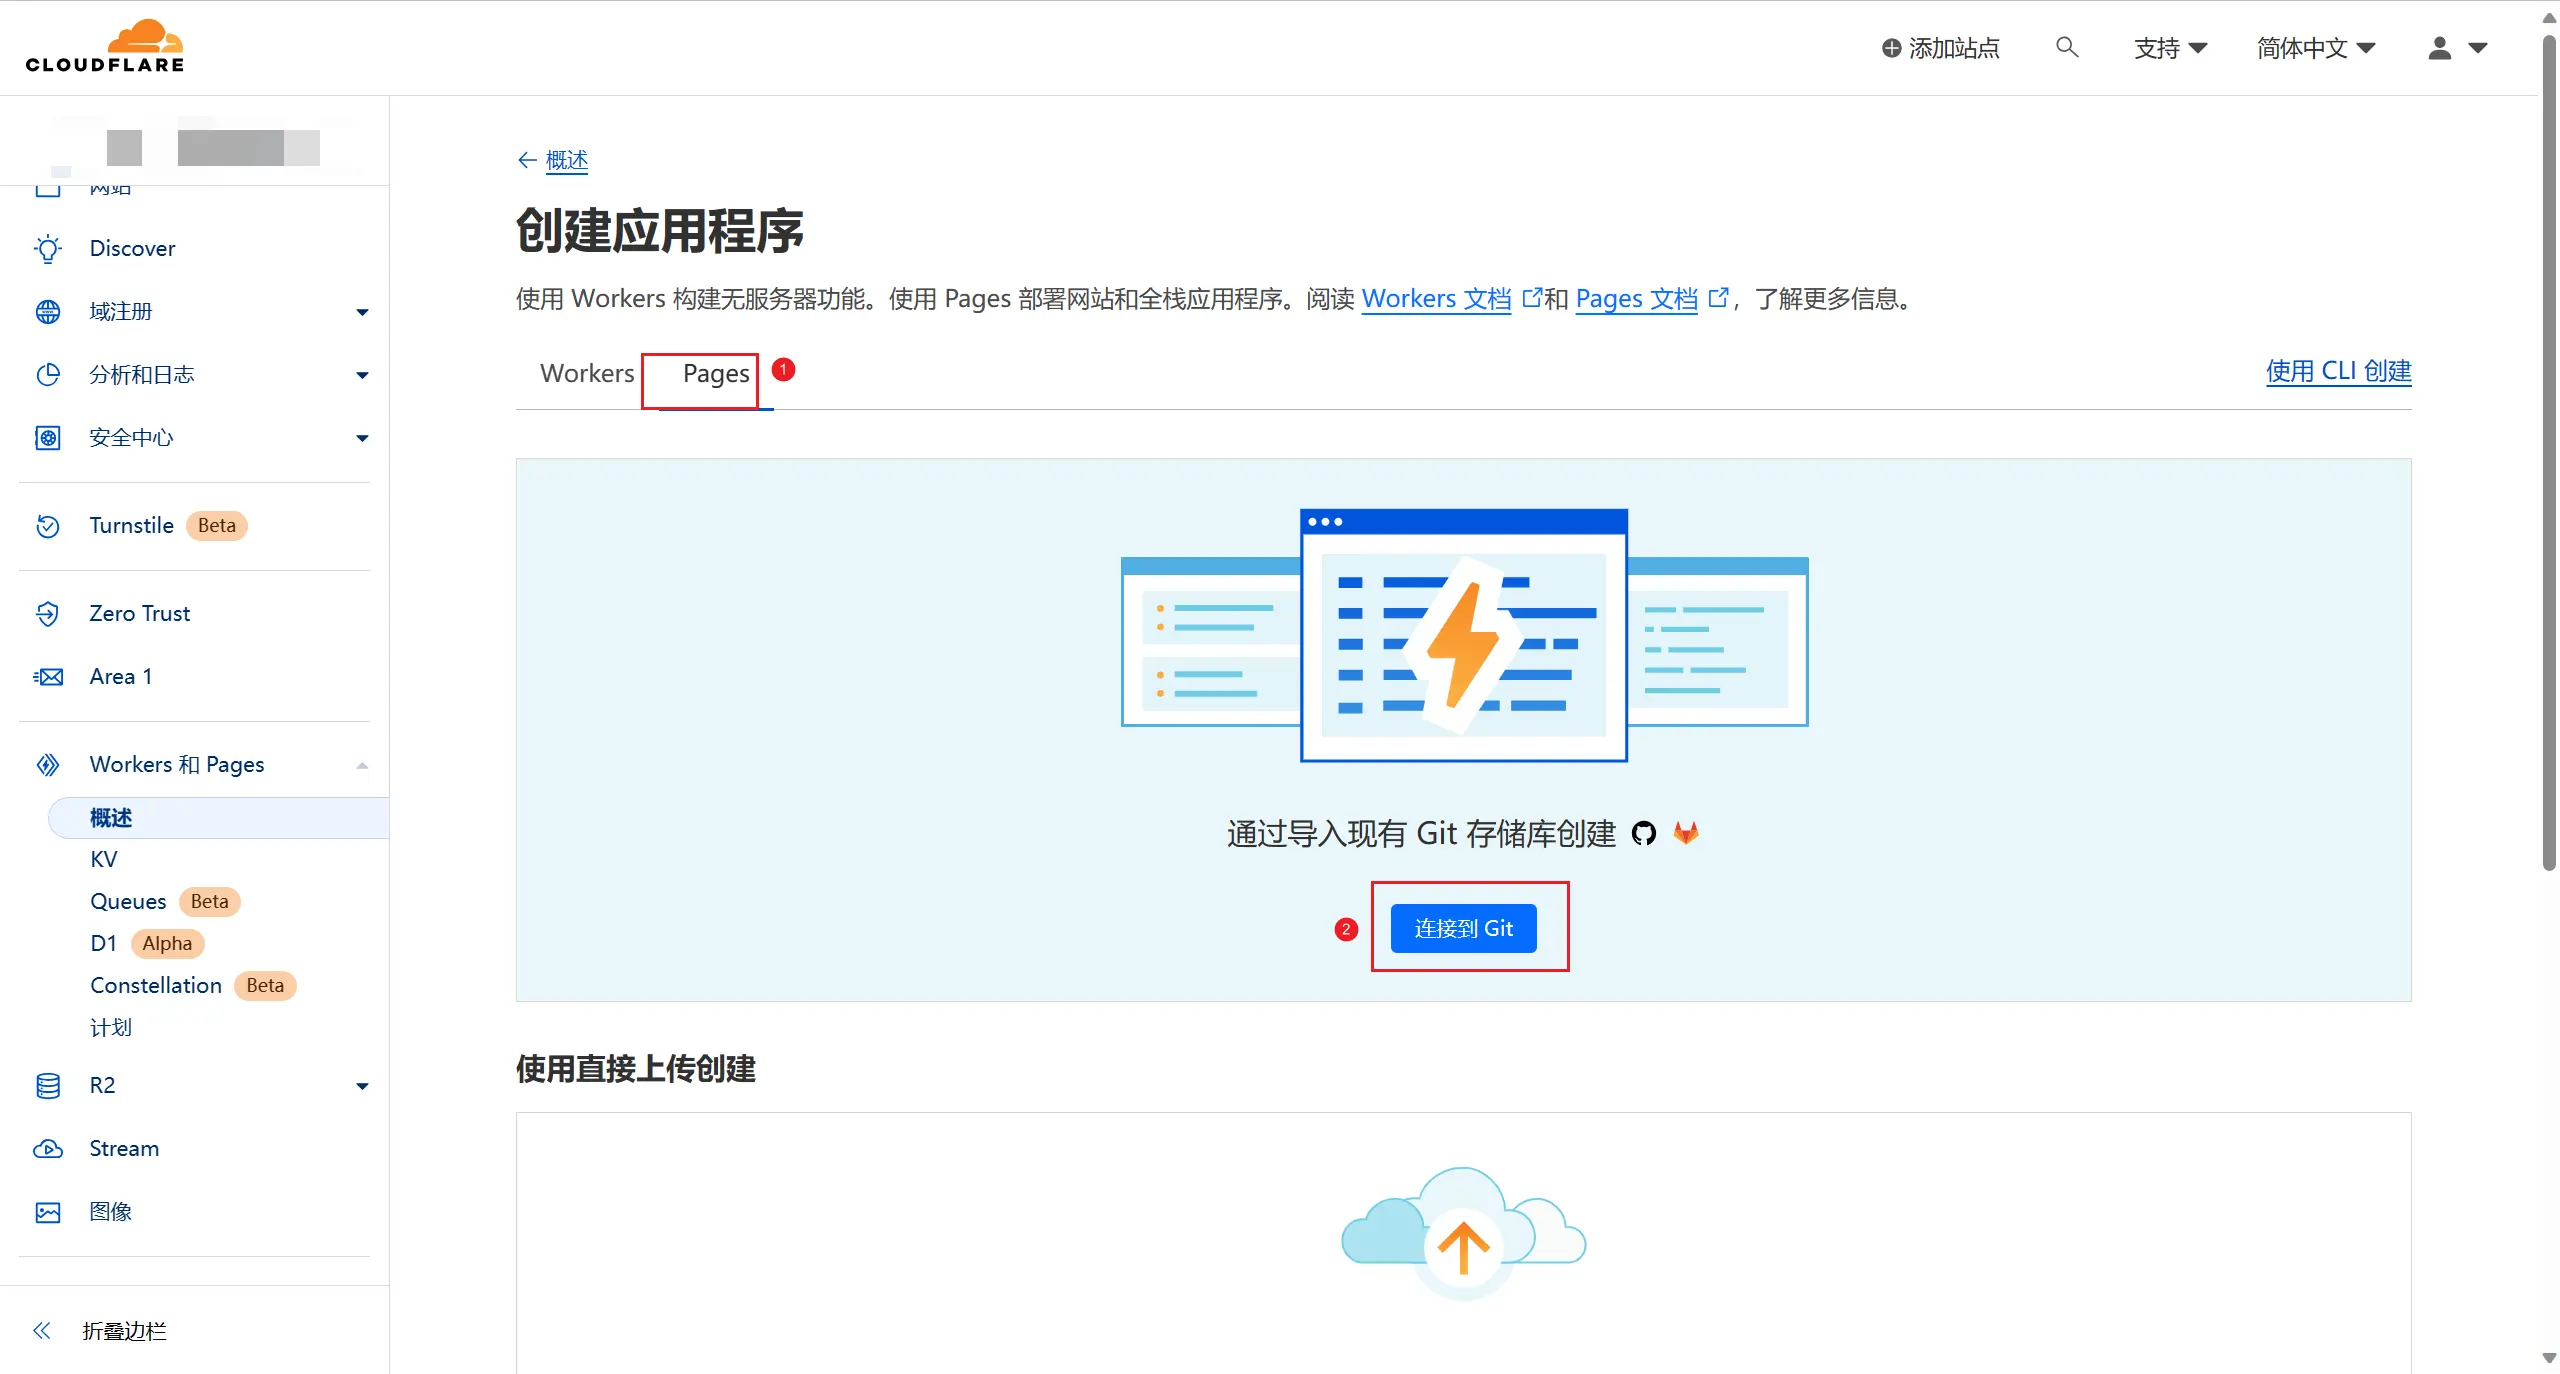 CLOUDFLARE
添加站点
支持
简体中文
网站
Discover
域注册
分析和日志
安全中心
Turnstile Beta
Zero Trust
Area 1
Workers 和 Pages
概述
KV
Queues Beta
D1 Alpha
Constellation Beta
计划
R2
Stream
图像
折叠边栏
概述
创建应用程序
使用 Workers 构建无服务器功能。使用 Pages 部署网站和全栈应用程序。阅读 Workers 文档 和 Pages 文档 ，了解更多信息。
Workers Pages 1
使用 CLI 创建
通过导入现有 Git 存储库创建
2 连接到 Git
使用直接上传创建